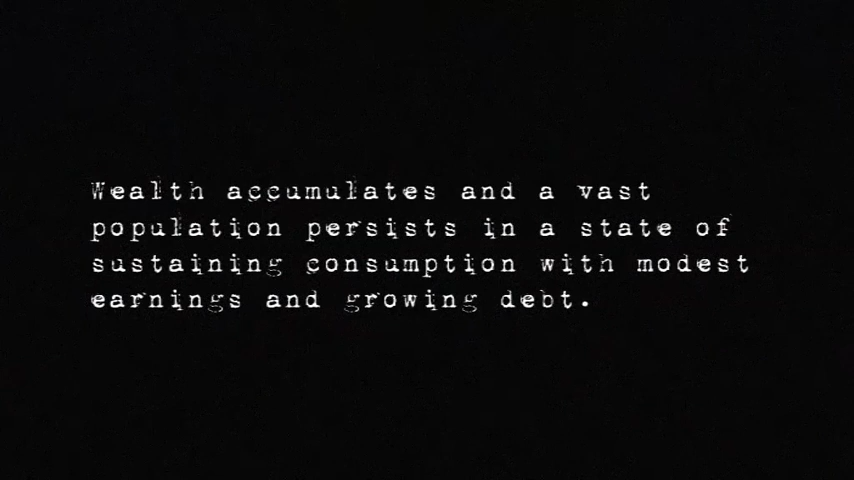 Wealth accumulates and a vast
population persists in a state of
sustaining consumption with modest
earnings and growing debt.